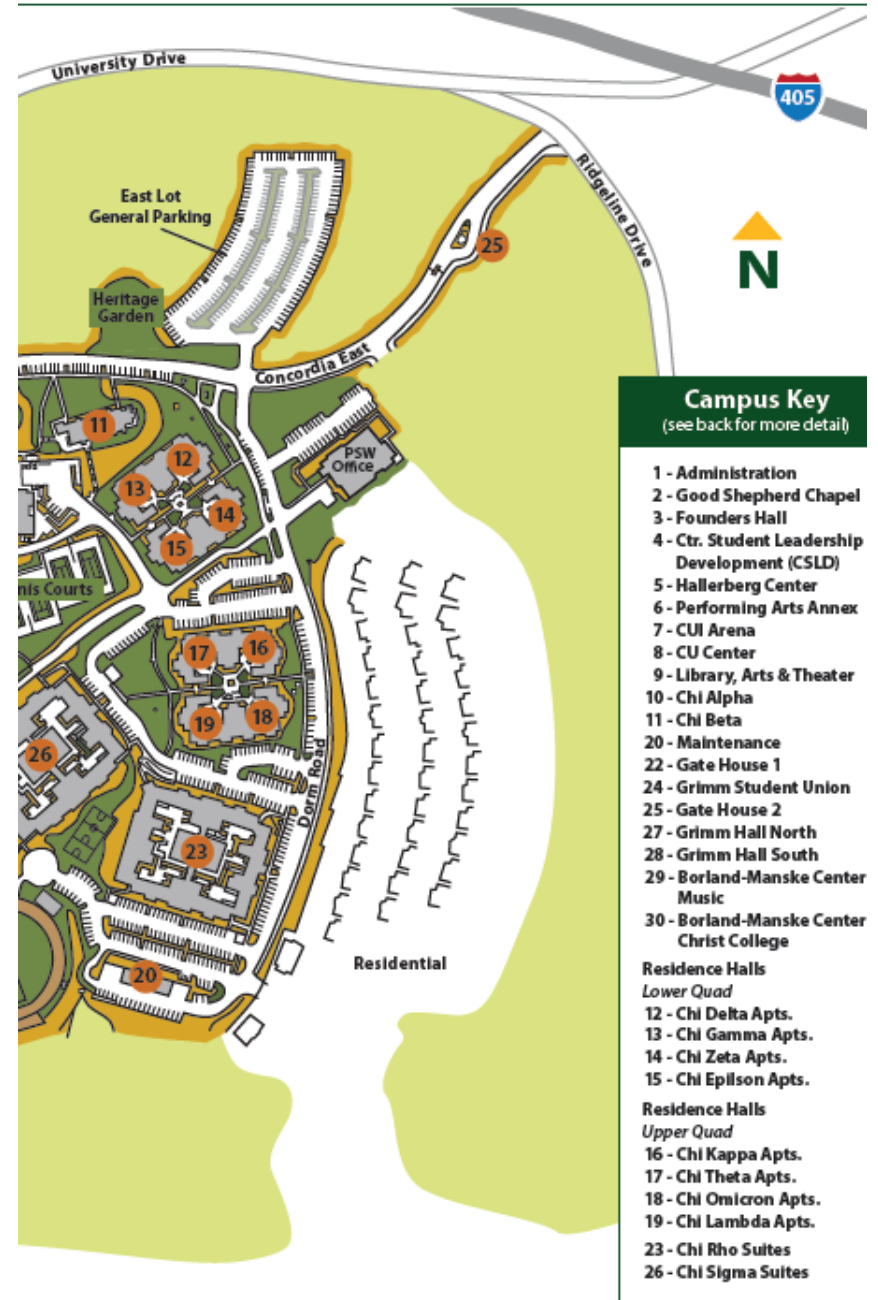 University Drive
405
Ridgeline Drive
East Lot
General Parking
25
N
Heritage
Garden
Concordia East
11
12
PSW
Office
13
14
15
nis Courts
17
16
19
18
26
Dorm Road
23
20
Residential
Campus Key
(see back for more detail)
1 - Administration
2 - Good Shepherd Chapel
3 - Founders Hall
4 - Ctr. Student Leadership
Development (CSLD)
5 - Hallerberg Center
6 - Performing Arts Annex
7 - CUI Arena
8 - CU Center
9 - Library, Arts & Theater
10 - Chi Alpha
11 - Chi Beta
20 - Maintenance
22 - Gate House 1
24 - Grimm Student Union
25 - Gate House 2
27 - Grimm Hall North
28 - Grimm Hall South
29 - Borland-Manske Center
Music
30 - Borland-Manske Center
Christ College
Residence Halls
Lower Quad
12 - Chi Delta Apts.
13 - Chi Gamma Apts.
14 - Chi Zeta Apts.
15 - Chi Epilson Apts.
Residence Halls
Upper Quad
16 - Chi Kappa Apts.
17 - Chi Theta Apts.
18 - Chi Omicron Apts.
19 - Chi Lambda Apts.
23 - Chi Rho Suites
26 - Chi Sigma Suites